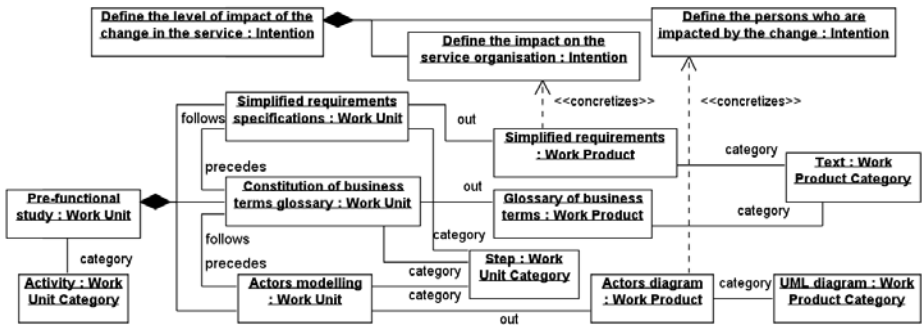 Define the level of impact of the
change in the service : Intention
Define the persons who are
impacted by the change : Intention
Define the impact on the
service organisation : Intention
<<concretizes>>
<<concretizes>>
Simplified requirements
specifications : Work Unit
follows
out
Simplified requirements
: Work Product
category
Text : Work
Product Category
precedes
Constitution of business
terms glossary : Work Unit
out
Glossary of business
terms : Work Product
category
Pre-functional
study : Work Unit
follows
category
category
precedes
category
Step : Work
Unit Category
Activity : Work
Unit Category
Actors modelling
: Work Unit
category
Actors diagram
: Work Product
category
UML diagram : Work
Product Category
out